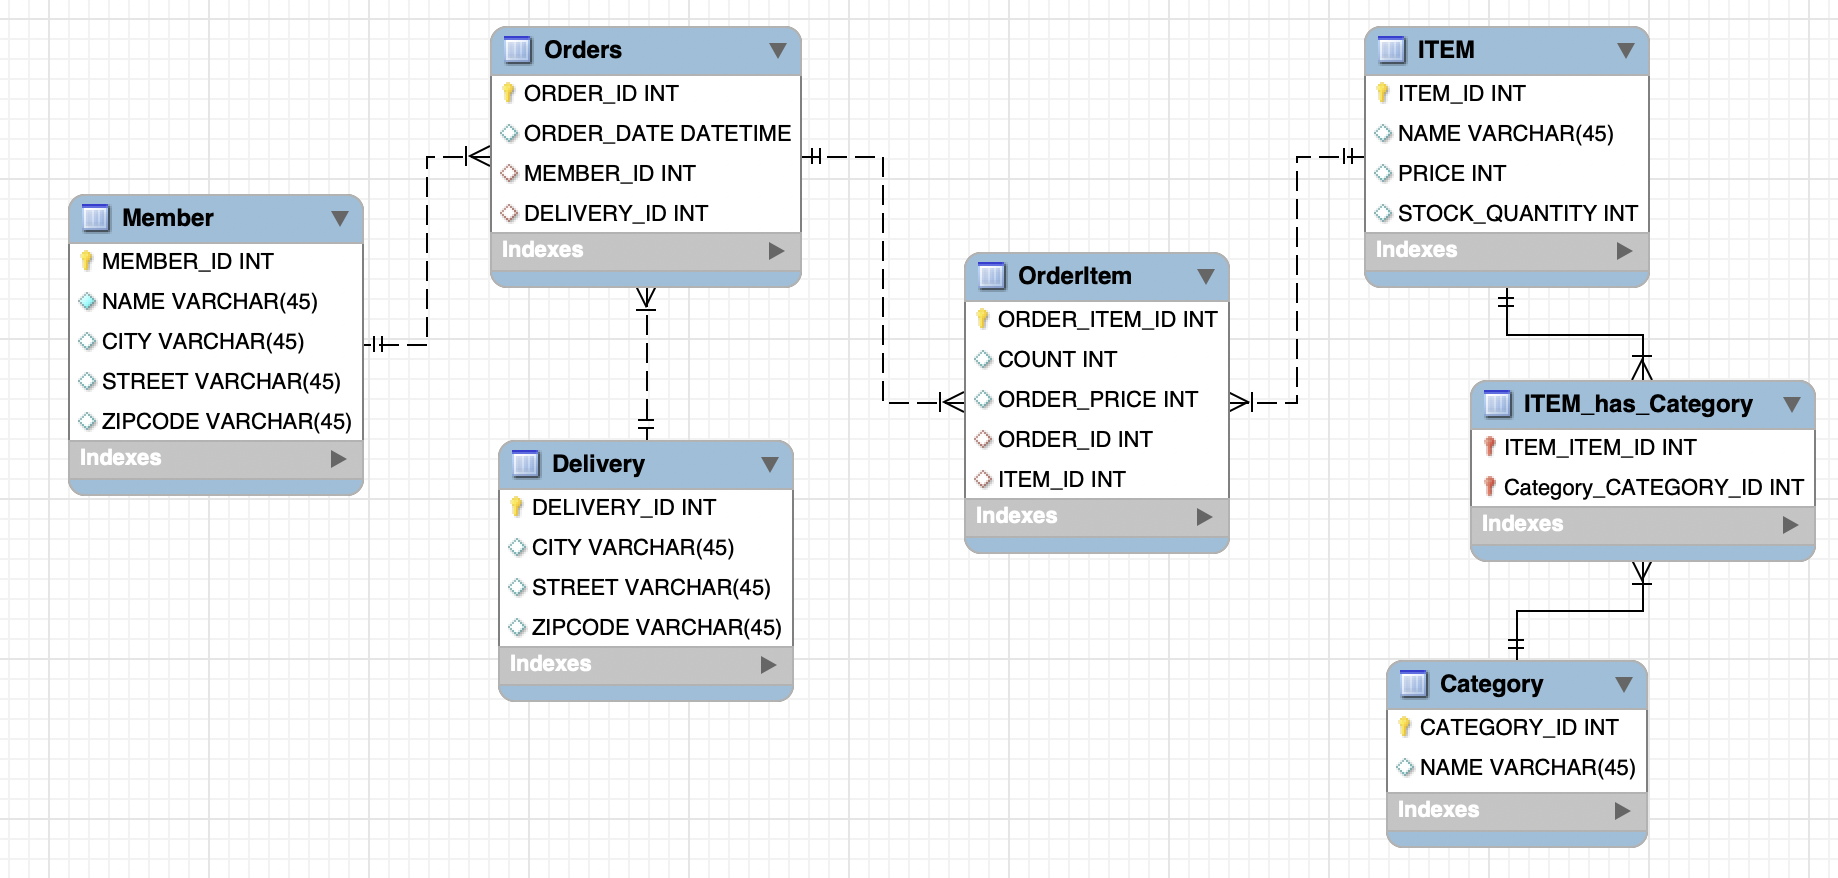 Orders
ORDER_ID INT
ORDER_DATE DATETIME
MEMBER_ID INT
DELIVERY_ID INT
Indexes
ITEM
ITEM_ID INT
NAME VARCHAR(45)
PRICE INT
STOCK_QUANTITY INT
Indexes
Member
MEMBER_ID INT
NAME VARCHAR(45)
CITY VARCHAR(45)
STREET VARCHAR(45)
ZIPCODE VARCHAR(45)
Indexes
OrderItem
ORDER_ITEM_ID INT
COUNT INT
ORDER_PRICE INT
ORDER_ID INT
ITEM_ID INT
Indexes
ITEM_has_Category
ITEM_ITEM_ID INT
Category_CATEGORY_ID INT
Indexes
Delivery
DELIVERY_ID INT
CITY VARCHAR(45)
STREET VARCHAR(45)
ZIPCODE VARCHAR(45)
Indexes
Category
CATEGORY_ID INT
NAME VARCHAR(45)
Indexes